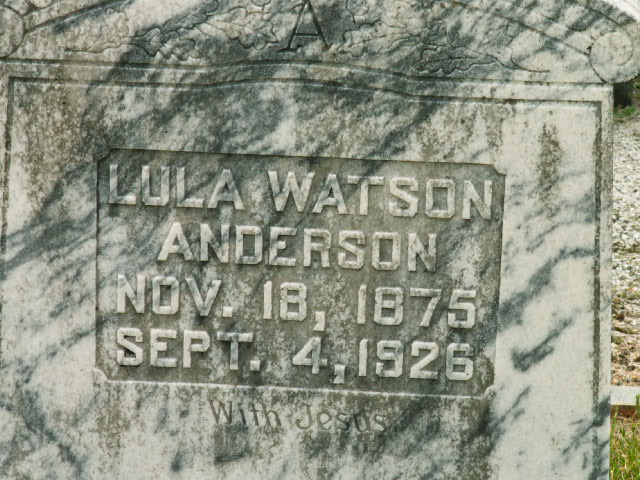 A
LULA WATSON
ANDERSON
NOV. 18, 1875
SEPT. 4, 1926
With Jesus